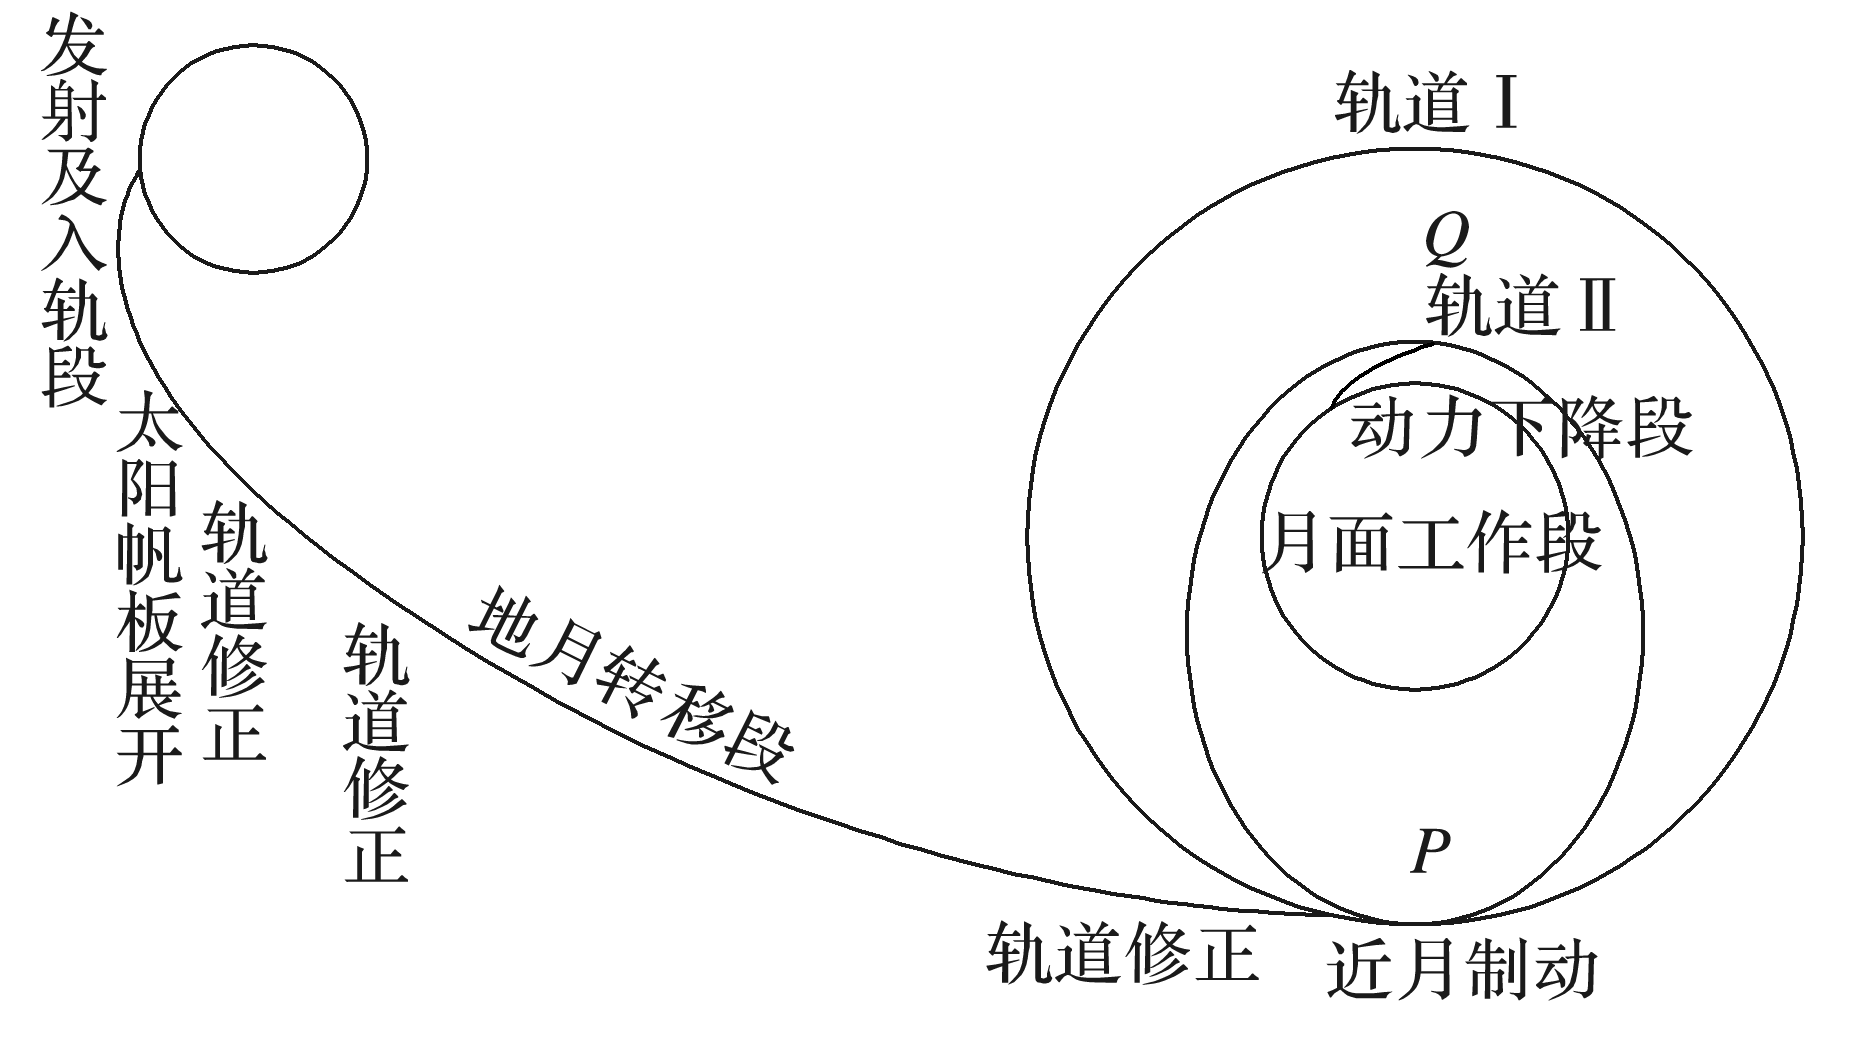 发射及入轨段
太阳帆板展开
轨道修正
轨道修正
地月转移段
轨道修正
近月制动
轨道Ⅰ
Q
轨道Ⅱ
动力下降段
月面工作段
P